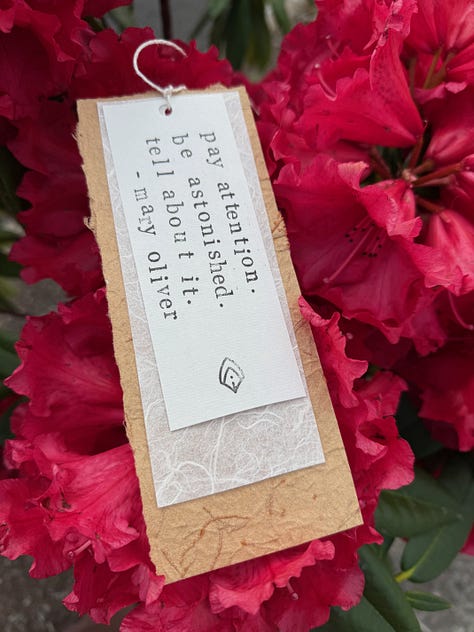 pay attention.
be astonished.
tell about it.
- mary oliver